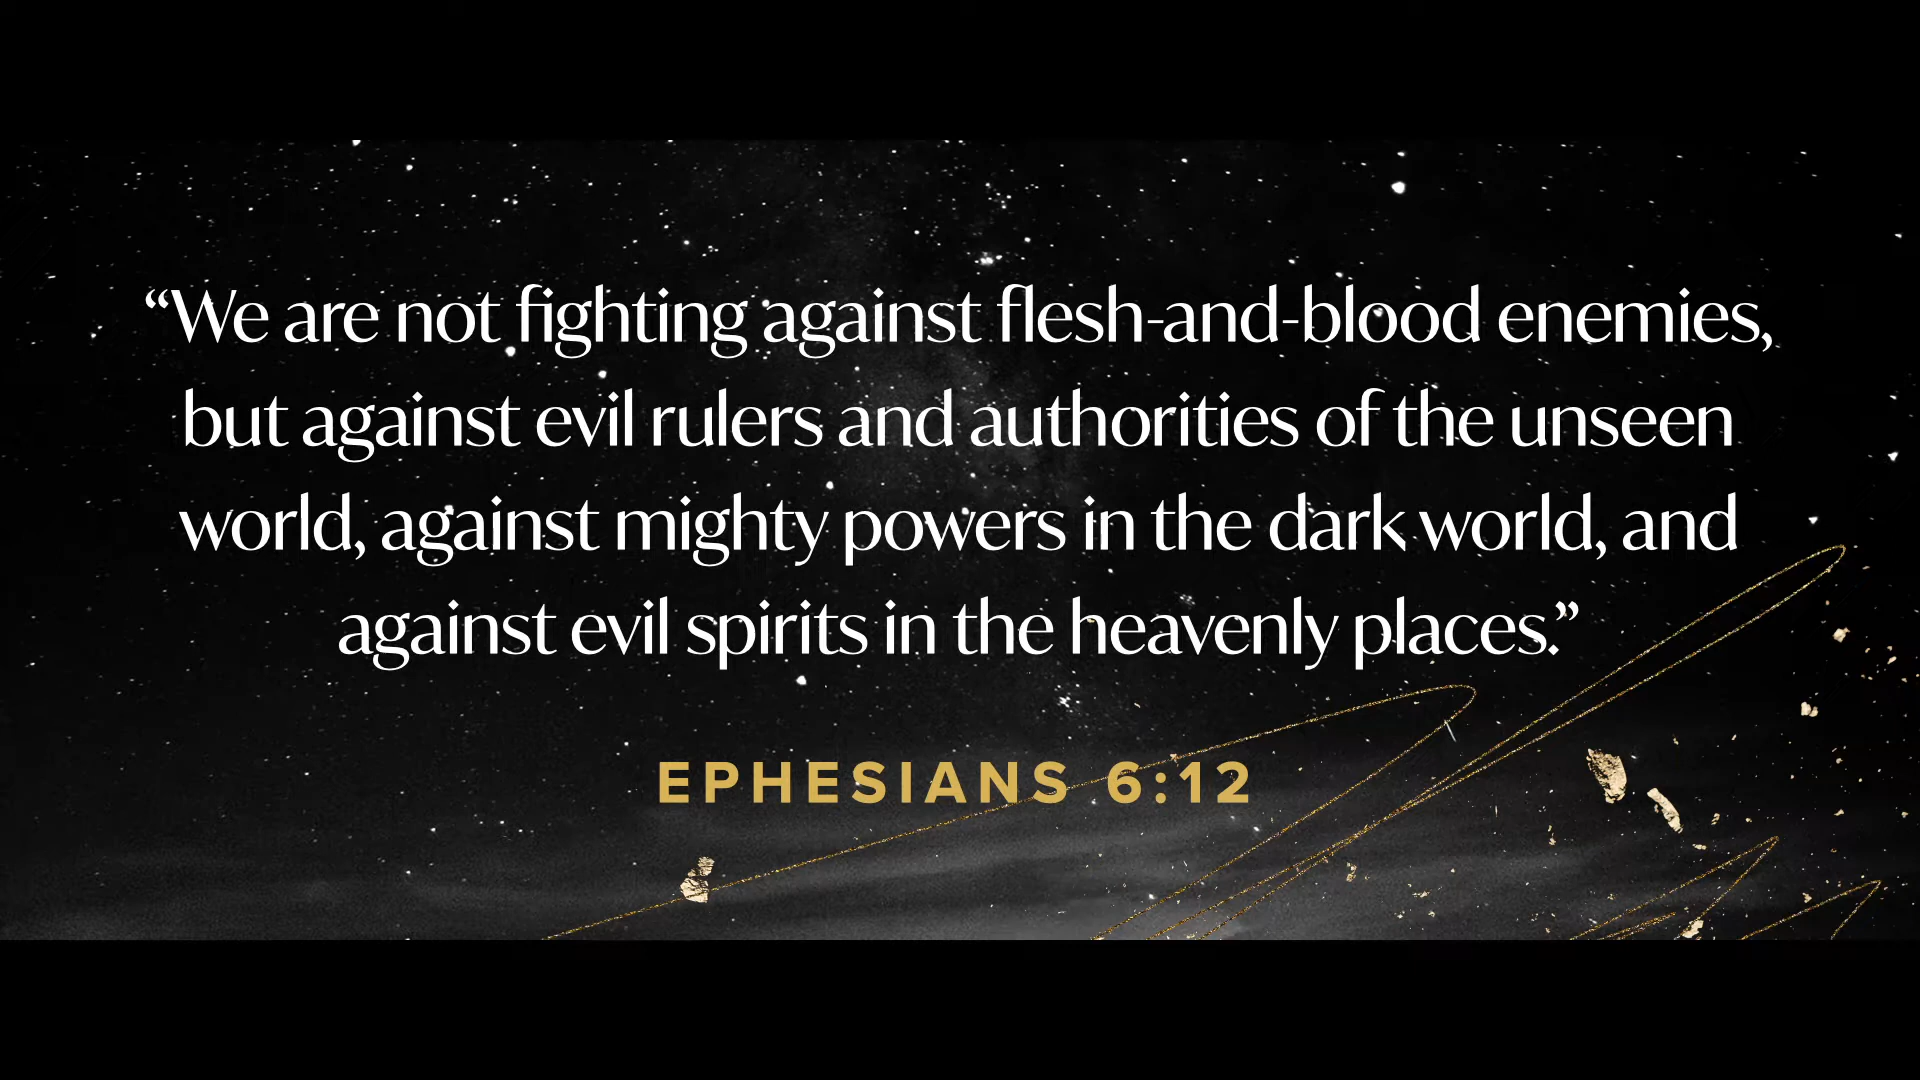 “We are not fighting against flesh-and-blood enemies,
but against evil rulers and authorities of the unseen
world, against mighty powers in the dark world, and
against evil spirits in the heavenly places.”
EPHESIANS 6:12